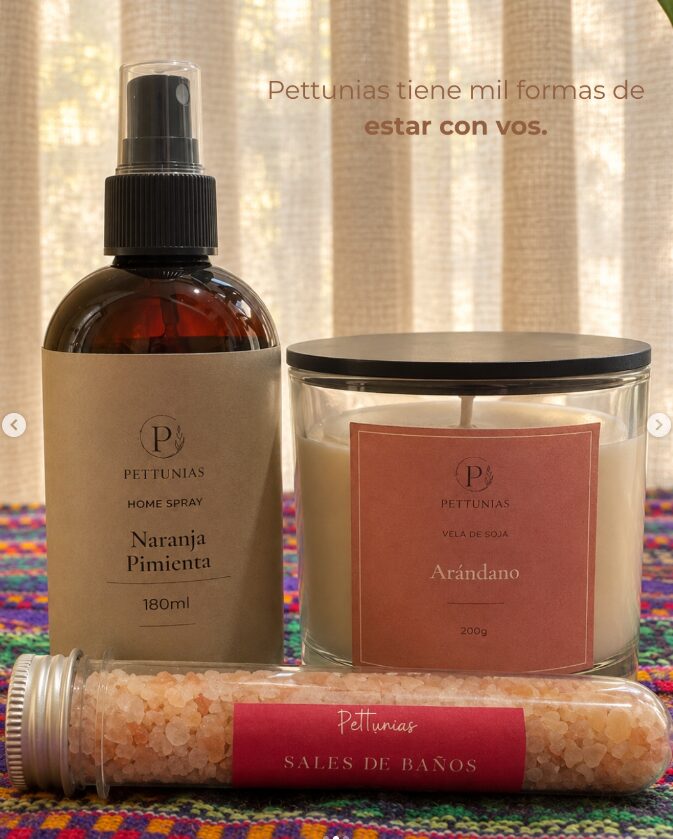 Pettunias tiene mil formas de
estar con vos.
P
PETTUNIAS
HOME SPRAY
Naranja
Pimienta
180ml
P
PETTUNIAS
VELA DE SOJA
Arándano
200g
Pettunias
SALES DE BAÑOS